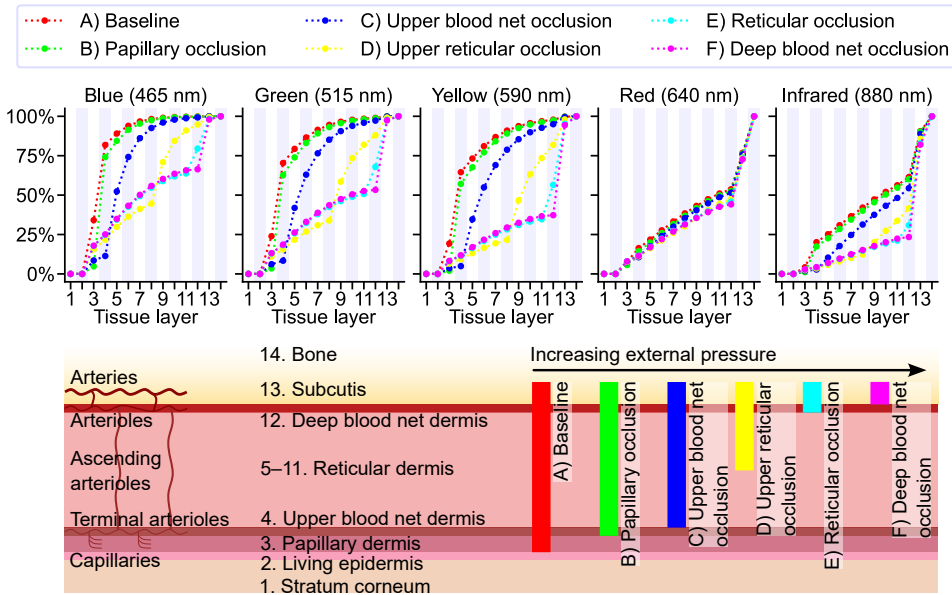 A) Baseline
B) Papillary occlusion
C) Upper blood net occlusion
D) Upper reticular occlusion
E) Reticular occlusion
F) Deep blood net occlusion
Blue (465 nm)
Green (515 nm)
Yellow (590 nm)
Red (640 nm)
Infrared (880 nm)
100%
75%
50%
25%
0%
1 3 5 7 9 11 13
1 3 5 7 9 11 13
1 3 5 7 9 11 13
1 3 5 7 9 11 13
1 3 5 7 9 11 13
Tissue layer
Tissue layer
Tissue layer
Tissue layer
Tissue layer
Arteries
Arterioles
Ascending
arterioles
Terminal arterioles
Capillaries
14. Bone
13. Subcutis
12. Deep blood net dermis
5–11. Reticular dermis
4. Upper blood net dermis
3. Papillary dermis
2. Living epidermis
1. Stratum corneum
Increasing external pressure
A) Baseline
B) Papillary occlusion
C) Upper blood net
occlusion
D) Upper reticular
occlusion
E) Reticular occlusion
F) Deep blood net
occlusion